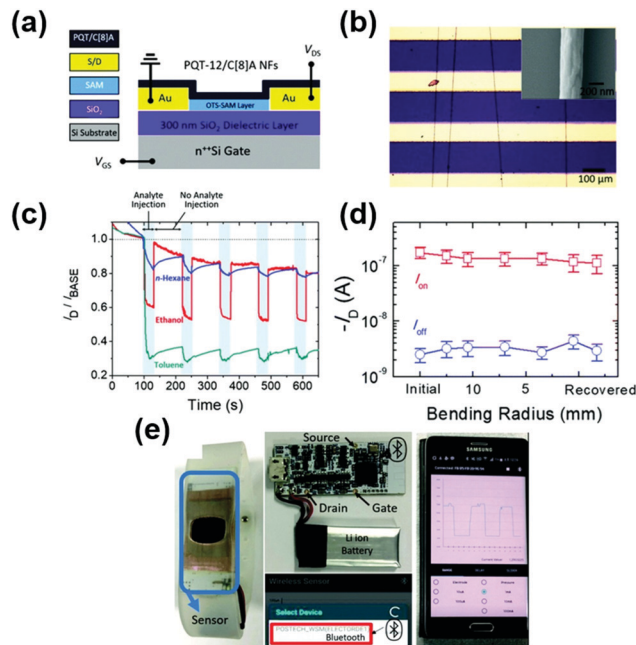 (a)
PQT/C[8]A
S/D
SAM
SiO2
Si Substrate
PQT-12/C[8]A NFs
VDS
Au
OTS-SAM Layer
Au
300 nm SiO2 Dielectric Layer
n++Si Gate
VGS
(b)
200 nm
100 μm
(c)
Analyte
Injection
No Analyte
Injection
ID / IBASE
1.0
0.8
0.6
0.4
0.2
n-Hexane
Ethanol
Toluene
0
200
400
600
Time (s)
(d)
-ID (A)
10-7
10-8
10-9
Ion
Ioff
Initial
10
5
Recovered
Bending Radius (mm)
(e)
Sensor
Source
Drain
Gate
Li ion
Battery
Wireless Sensor
Select Device
Bluetooth
SAMSUNG